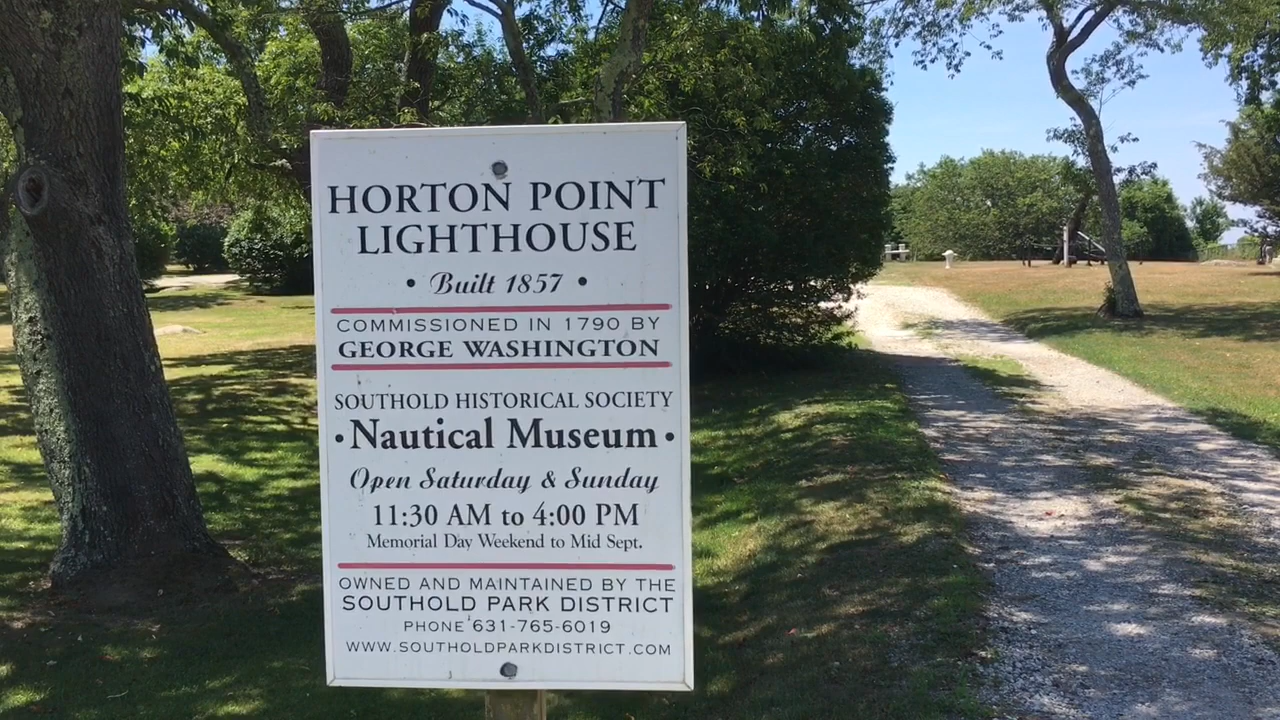 HORTON POINT
LIGHTHOUSE
• Built 1857 •
COMMISSIONED IN 1790 BY
GEORGE WASHINGTON
SOUTHOLD HISTORICAL SOCIETY
• Nautical Museum •
Open Saturday & Sunday
11:30 AM to 4:00 PM
Memorial Day Weekend to Mid Sept.
OWNED AND MAINTAINED BY THE
SOUTHOLD PARK DISTRICT
PHONE 631-765-6019
WWW.SOUTHOLDPARKDISTRICT.COM